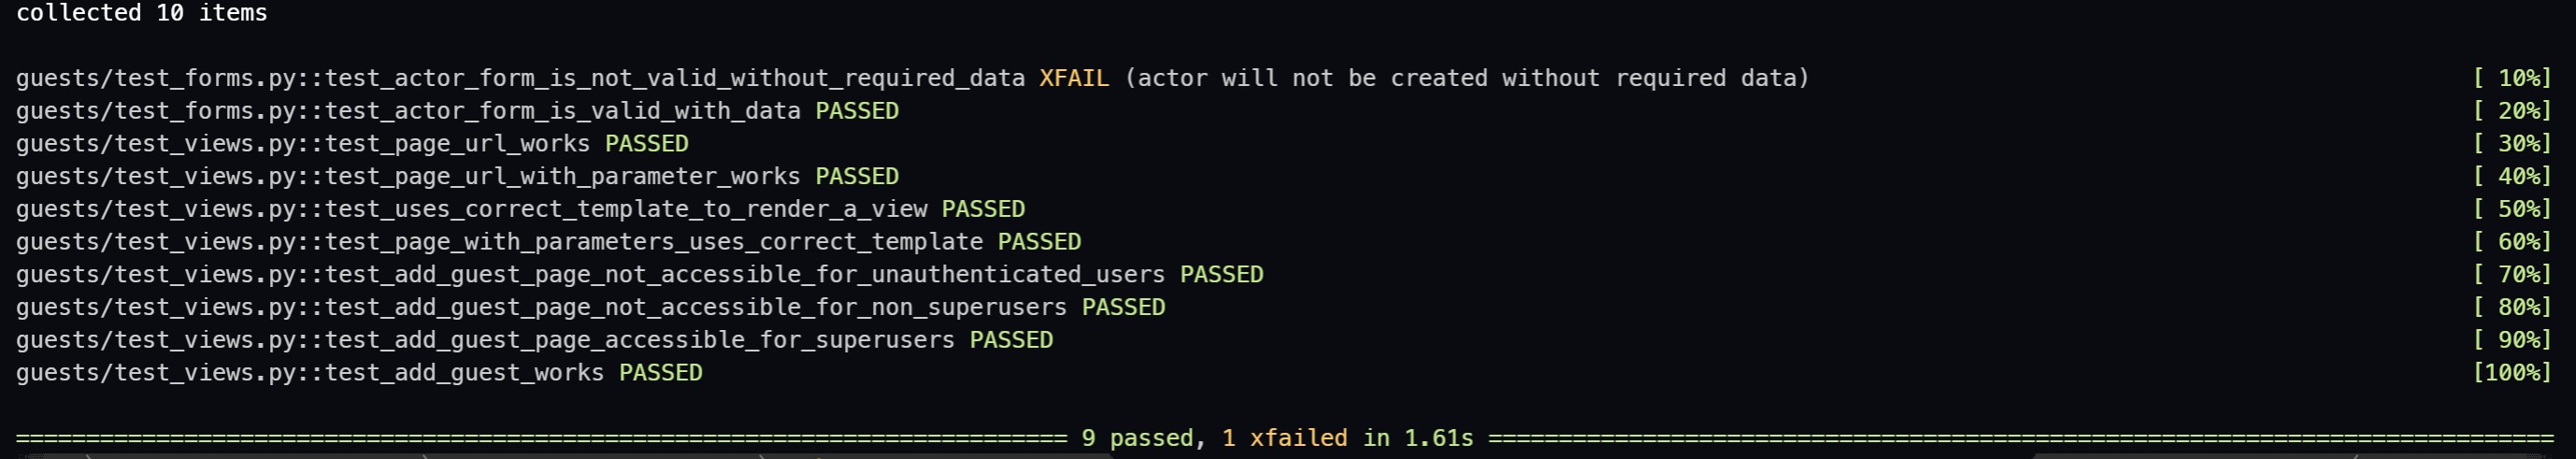 collected 10 items
guests/test_forms.py::test_actor_form_is_not_valid_without_required_data XFAIL (actor will not be created without required data) [ 10%]
guests/test_forms.py::test_actor_form_is_valid_with_data PASSED [ 20%]
guests/test_views.py::test_page_url_works PASSED [ 30%]
guests/test_views.py::test_page_url_with_parameter_works PASSED [ 40%]
guests/test_views.py::test_uses_correct_template_to_render_a_view PASSED [ 50%]
guests/test_views.py::test_page_with_parameters_uses_correct_template PASSED [ 60%]
guests/test_views.py::test_add_guest_page_not_accessible_for_unauthenticated_users PASSED [ 70%]
guests/test_views.py::test_add_guest_page_not_accessible_for_non_superusers PASSED [ 80%]
guests/test_views.py::test_add_guest_page_accessible_for_superusers PASSED [ 90%]
guests/test_views.py::test_add_guest_works PASSED [100%]
=========================================================================== 9 passed, 1 xfailed in 1.61s ============================================================================